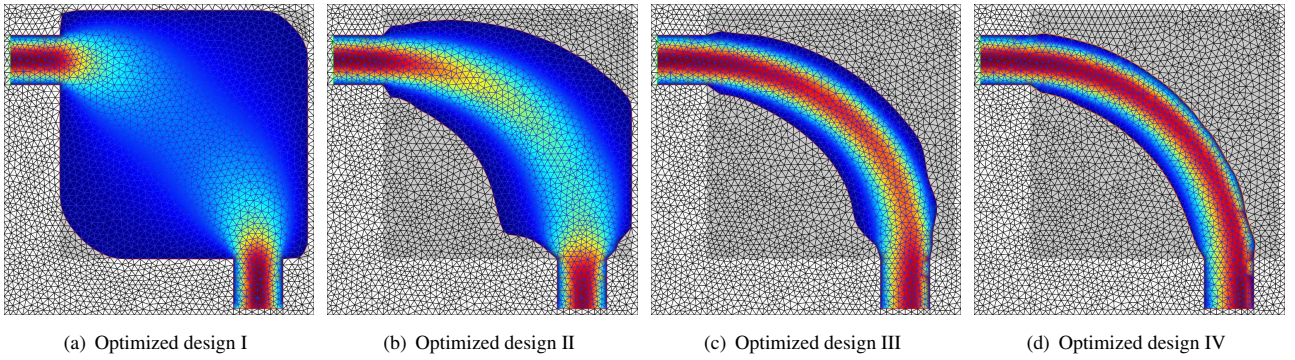 (a) Optimized design I
(b) Optimized design II
(c) Optimized design III
(d) Optimized design IV